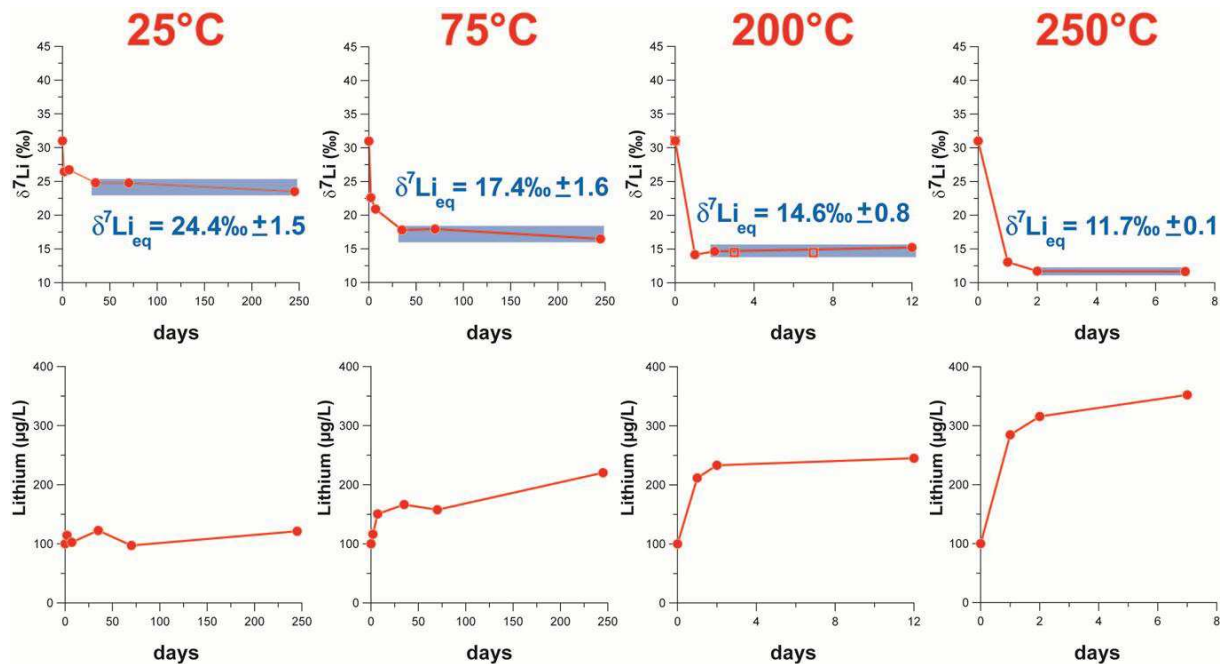 25°C
75°C
200°C
250°C
45
40
35
30
25
20
15
10
δ⁷Li (‰)
δ⁷Li_eq = 24.4‰ ±1.5
0 50 100 150 200 250
days
45
40
35
30
25
20
15
10
δ⁷Li (‰)
δ⁷Li_eq = 17.4‰ ±1.6
0 50 100 150 200 250
days
45
40
35
30
25
20
15
10
δ⁷Li (‰)
δ⁷Li_eq = 14.6‰ ±0.8
0 4 8 12
days
45
40
35
30
25
20
15
10
δ⁷Li (‰)
δ⁷Li_eq = 11.7‰ ±0.1
0 2 4 6 8
days
400
300
200
100
0
Lithium (µg/L)
0 50 100 150 200 250
days
400
300
200
100
0
Lithium (µg/L)
0 50 100 150 200 250
days
400
300
200
100
0
Lithium (µg/L)
0 4 8 12
days
400
300
200
100
0
Lithium (µg/L)
0 2 4 6 8
days